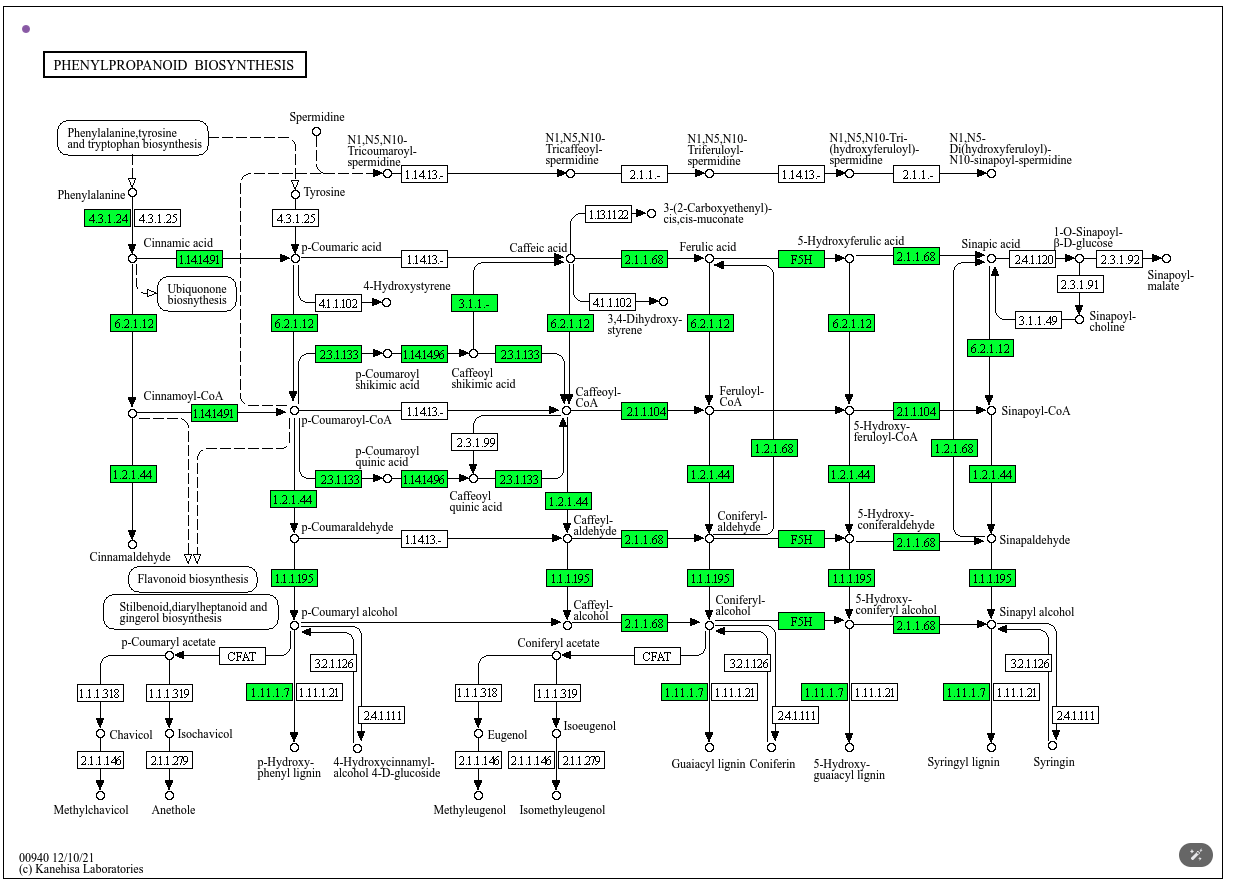 PHENYLPROPANOID BIOSYNTHESIS
Spermidine
Phenylalanine,tyrosine
and tryptophan biosynthesis
N1,N5,N10-
Tricoumaroyl-
spermidine
N1,N5,N10-
Tricaffeoyl-
spermidine
N1,N5,N10-
Triferuloyl-
spermidine
N1,N5,N10-Tri-
(hydroxyferuloyl)-
spermidine
N1,N5-
Di(hydroxyferuloyl)-
N10-sinapoyl-spermidine
1.14.13.-
2.1.1.-
1.14.13.-
2.1.1.-
Phenylalanine
Tyrosine
4.3.1.24
4.3.1.25
4.3.1.25
1.13.11.22
3-(2-Carboxyethenyl)-
cis,cis-muconate
Cinnamic acid
p-Coumaric acid
Caffeic acid
Ferulic acid
5-Hydroxyferulic acid
Sinapic acid
1-O-Sinapoyl-
β-D-glucose
1.14.14.91
1.14.13.-
2.1.1.68
F5H
2.1.1.68
2.4.1.120
2.3.1.92
Sinapoyl-
malate
Ubiquonone
biosnythesis
4-Hydroxystyrene
4.1.1.102
3.1.1.-
4.1.1.102
3,4-Dihydroxy-
styrene
2.3.1.91
3.1.1.49
Sinapoyl-
choline
6.2.1.12
6.2.1.12
6.2.1.12
6.2.1.12
6.2.1.12
6.2.1.12
2.3.1.133
1.14.14.96
2.3.1.133
p-Coumaroyl
shikimic acid
Caffeoyl
shikimic acid
Cinnamoyl-CoA
1.14.14.91
p-Coumaroyl-CoA
1.14.13.-
Caffeoyl-
CoA
2.1.1.104
Feruloyl-
CoA
5-Hydroxy-
feruloyl-CoA
2.1.1.104
Sinapoyl-CoA
2.3.1.99
1.2.1.68
1.2.1.68
p-Coumaroyl
quinic acid
2.3.1.133
1.14.14.96
2.3.1.133
Caffeoyl
quinic acid
1.2.1.44
1.2.1.44
1.2.1.44
1.2.1.44
1.2.1.44
1.2.1.44
Cinnamaldehyde
p-Coumaraldehyde
1.14.13.-
Caffeyl-
aldehyde
2.1.1.68
Coniferyl-
aldehyde
F5H
5-Hydroxy-
coniferaldehyde
2.1.1.68
Sinapaldehyde
Flavonoid biosynthesis
1.1.1.195
1.1.1.195
1.1.1.195
1.1.1.195
1.1.1.195
Stilbenoid,diarylheptanoid and
gingerol biosynthesis
p-Coumaryl alcohol
Caffeyl-
alcohol
2.1.1.68
Coniferyl-
alcohol
F5H
5-Hydroxy-
coniferyl alcohol
2.1.1.68
Sinapyl alcohol
p-Coumaryl acetate
CFAT
Coniferyl acetate
CFAT
3.2.1.126
3.2.1.126
3.2.1.126
1.1.1.318
1.1.1.319
1.11.1.7
1.11.1.21
1.1.1.318
1.1.1.319
1.11.1.7
1.11.1.21
1.11.1.7
1.11.1.21
1.11.1.7
1.11.1.21
2.4.1.111
2.4.1.111
2.4.1.111
Chavicol
Isochavicol
Eugenol
Isoeugenol
2.1.1.146
2.1.1.279
2.1.1.146
2.1.1.146
2.1.1.279
p-Hydroxy-
phenyl lignin
4-Hydroxycinnamyl-
alcohol 4-D-glucoside
Guaiacyl lignin
Coniferin
5-Hydroxy-
guaiacyl lignin
Syringyl lignin
Syringin
Methylchavicol
Anethole
Methyleugenol
Isomethyleugenol
00940 12/10/21
(c) Kanehisa Laboratories